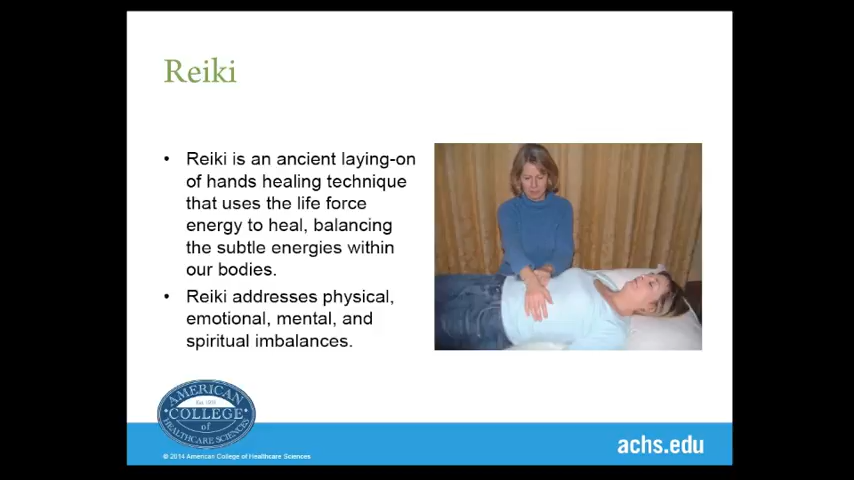 Reiki
• Reiki is an ancient laying-on
of hands healing technique
that uses the life force
energy to heal, balancing
the subtle energies within
our bodies.
• Reiki addresses physical,
emotional, mental, and
spiritual imbalances.
AMERICAN
Est. 1978
COLLEGE
of
HEALTHCARE SCIENCES
achs.edu
© 2014 American College of Healthcare Sciences